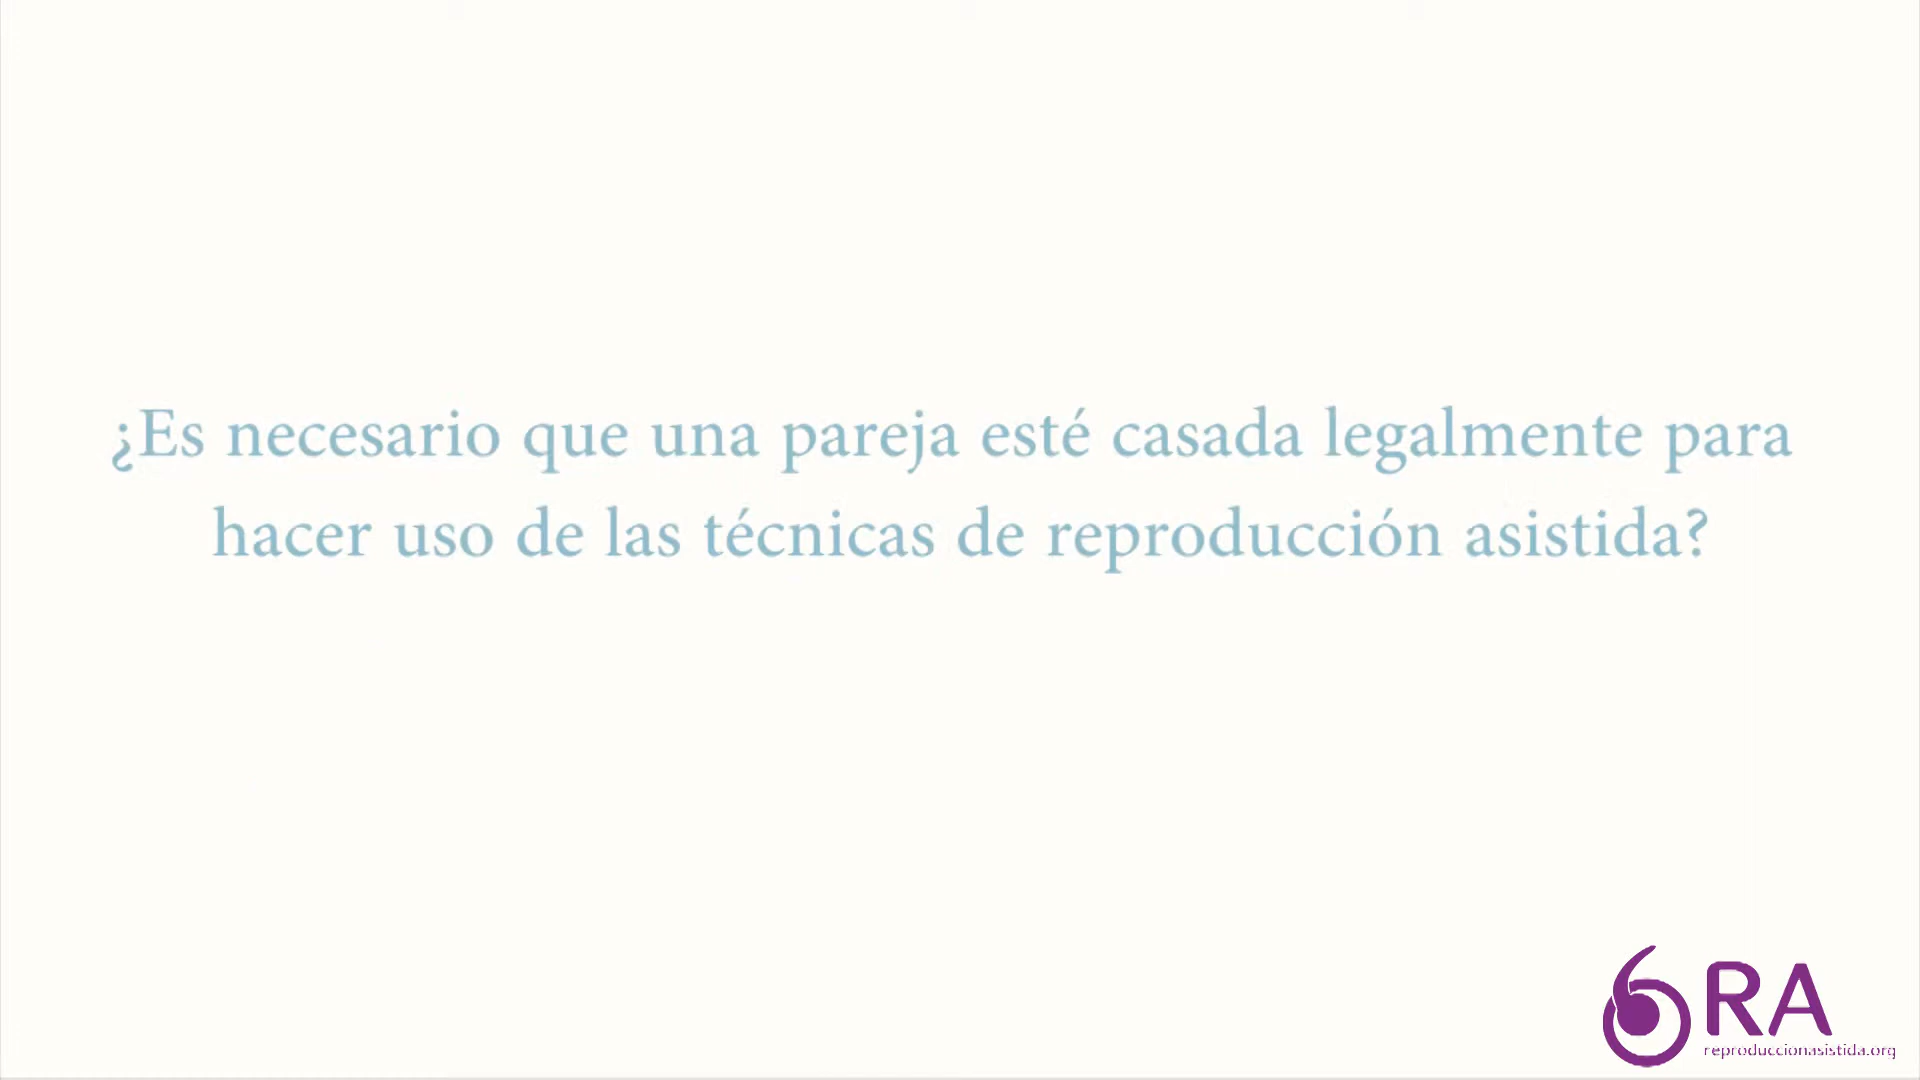 ¿Es necesario que una pareja esté casada legalmente para
hacer uso de las técnicas de reproducción asistida?
RA
reproduccionasistida.org